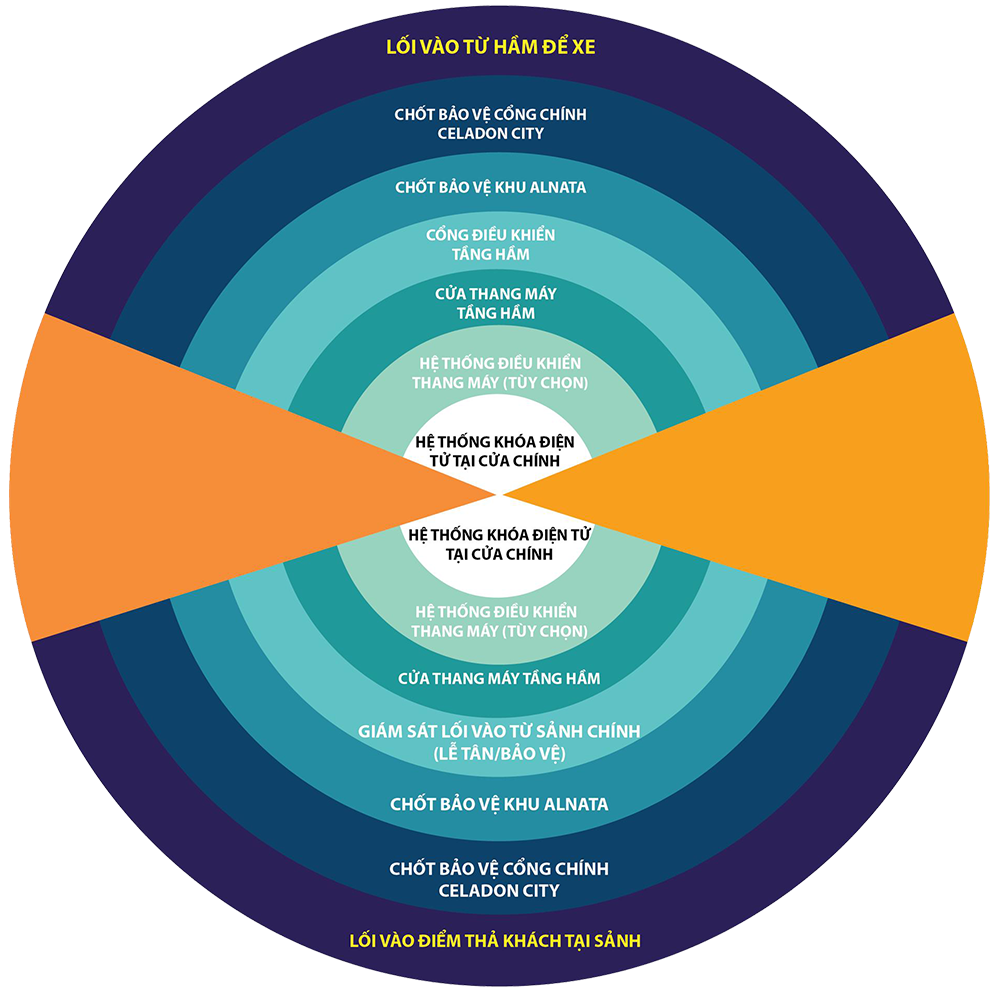 LỐI VÀO TỪ HẦM ĐỂ XE
CHỐT BẢO VỆ CỔNG CHÍNH
CELADON CITY
CHỐT BẢO VỆ KHU ALNATA
CỔNG ĐIỀU KHIỂN
TẦNG HẦM
CỬA THANG MÁY
TẦNG HẦM
HỆ THỐNG ĐIỀU KHIỂN
THANG MÁY (TÙY CHỌN)
HỆ THỐNG KHÓA ĐIỆN
TỬ TẠI CỬA CHÍNH
HỆ THỐNG KHÓA ĐIỆN TỬ
TẠI CỬA CHÍNH
HỆ THỐNG ĐIỀU KHIỂN
THANG MÁY (TÙY CHỌN)
CỬA THANG MÁY TẦNG HẦM
GIÁM SÁT LỐI VÀO TỪ SẢNH CHÍNH
(LỄ TÂN/BẢO VỆ)
CHỐT BẢO VỆ KHU ALNATA
CHỐT BẢO VỆ CỔNG CHÍNH
CELADON CITY
LỐI VÀO ĐIỂM THẢ KHÁCH TẠI SẢNH